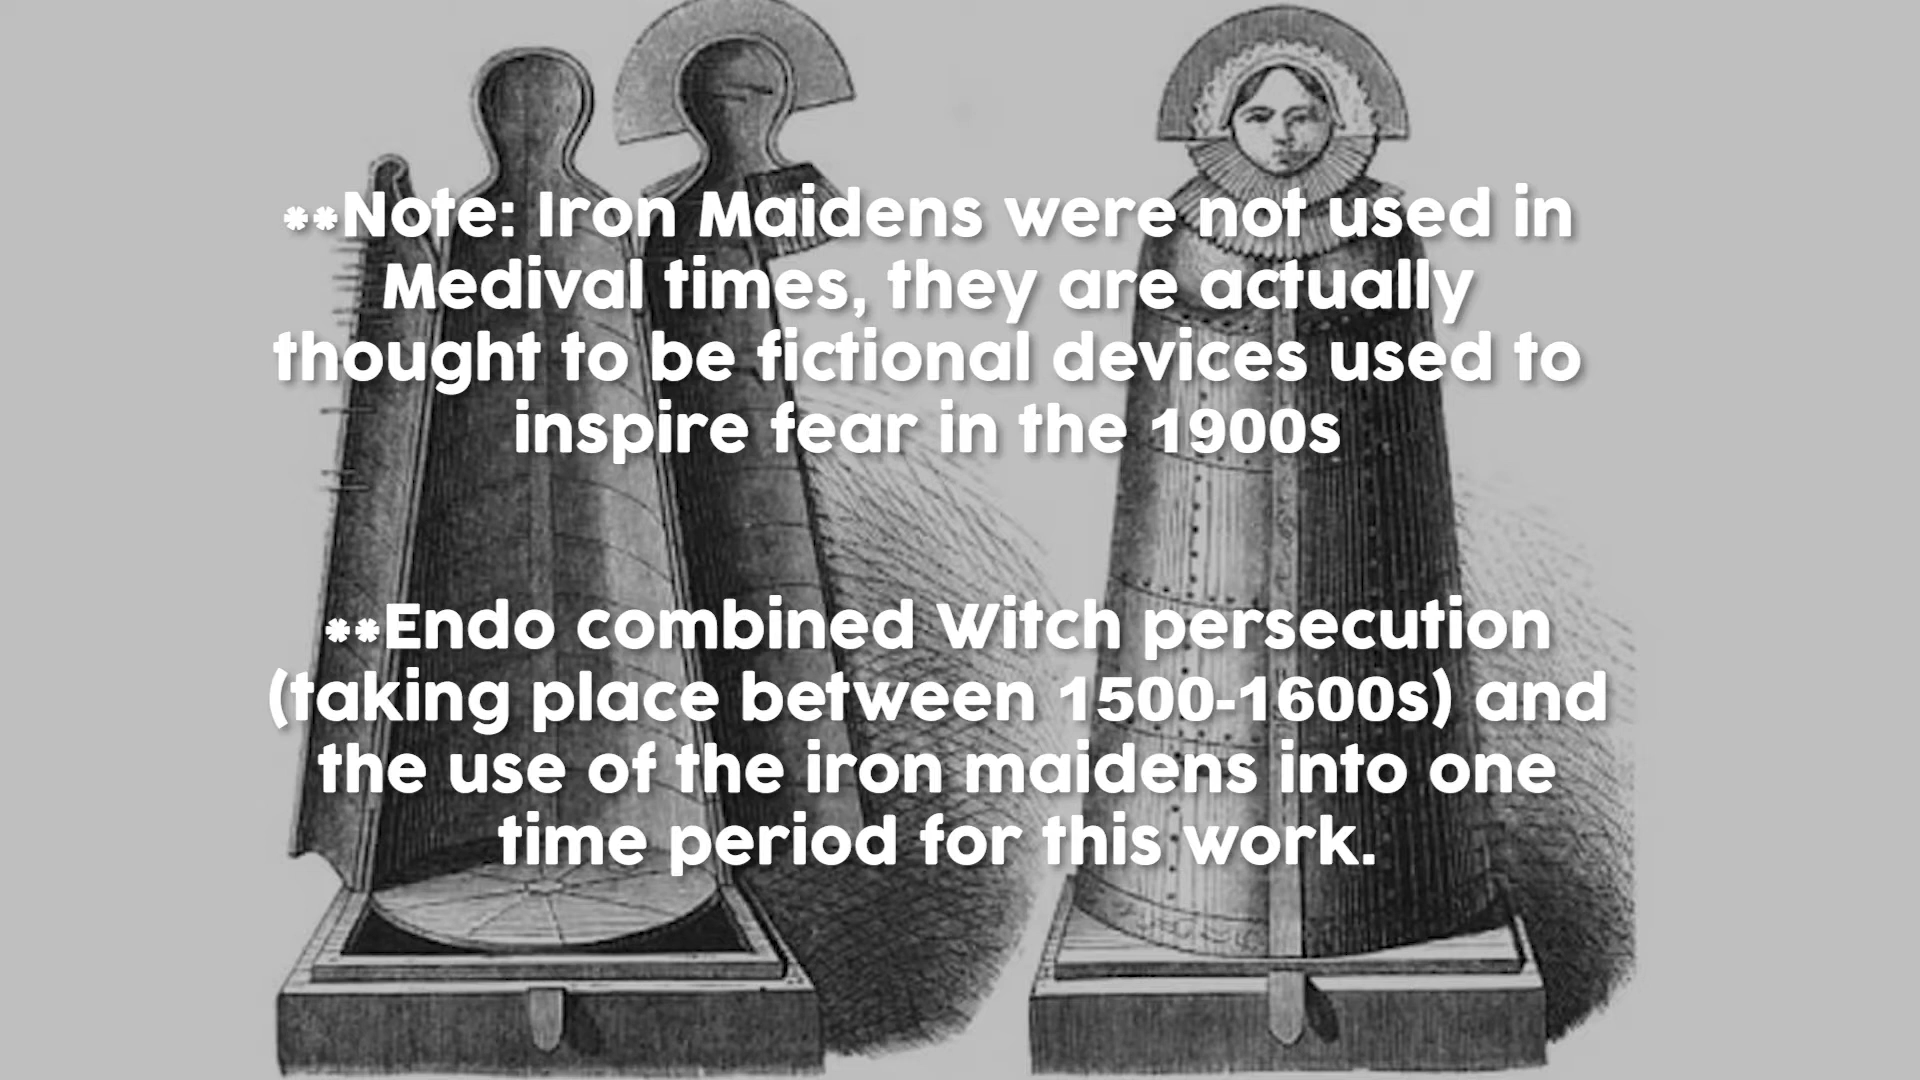 **Note: Iron Maidens were not used in
Medival times, they are actually
thought to be fictional devices used to
inspire fear in the 1900s
**Endo combined Witch persecution
(taking place between 1500-1600s) and
the use of the iron maidens into one
time period for this work.